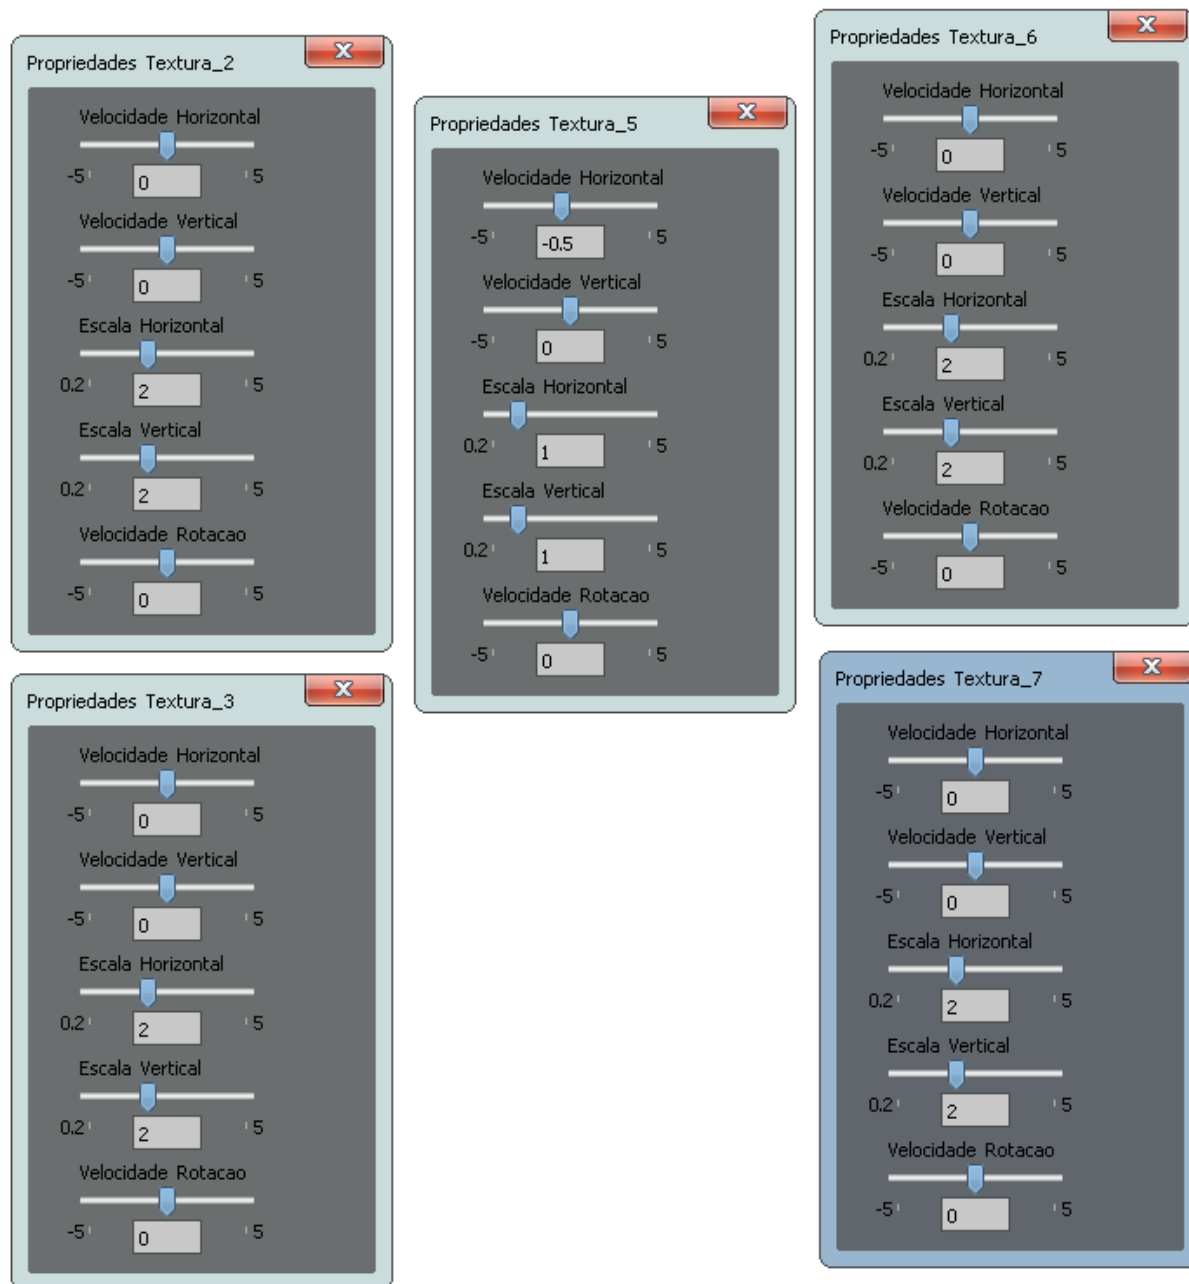 Propriedades Textura_2
Velocidade Horizontal
-5 0 5
Velocidade Vertical
-5 0 5
Escala Horizontal
0.2 2 5
Escala Vertical
0.2 2 5
Velocidade Rotacao
-5 0 5
Propriedades Textura_3
Velocidade Horizontal
-5 0 5
Velocidade Vertical
-5 0 5
Escala Horizontal
0.2 2 5
Escala Vertical
0.2 2 5
Velocidade Rotacao
-5 0 5
Propriedades Textura_5
Velocidade Horizontal
-5 -0.5 5
Velocidade Vertical
-5 0 5
Escala Horizontal
0.2 1 5
Escala Vertical
0.2 1 5
Velocidade Rotacao
-5 0 5
Propriedades Textura_6
Velocidade Horizontal
-5 0 5
Velocidade Vertical
-5 0 5
Escala Horizontal
0.2 2 5
Escala Vertical
0.2 2 5
Velocidade Rotacao
-5 0 5
Propriedades Textura_7
Velocidade Horizontal
-5 0 5
Velocidade Vertical
-5 0 5
Escala Horizontal
0.2 2 5
Escala Vertical
0.2 2 5
Velocidade Rotacao
-5 0 5